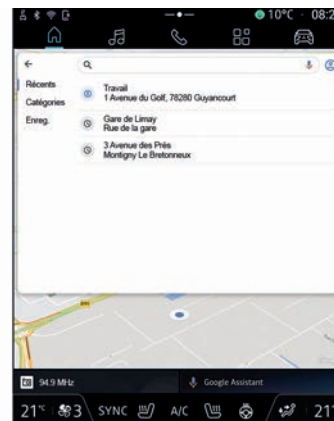 10°C 08:2
Récents
Catégories
Enreg.
Travail
1 Avenue du Golf, 78280 Guyancourt
Gare de Limay
Rue de la gare
3 Avenue des Prés
Montigny Le Bretonneux
94.9 MHz
Google Assistant
21°C 3 SYNC A/C 21°